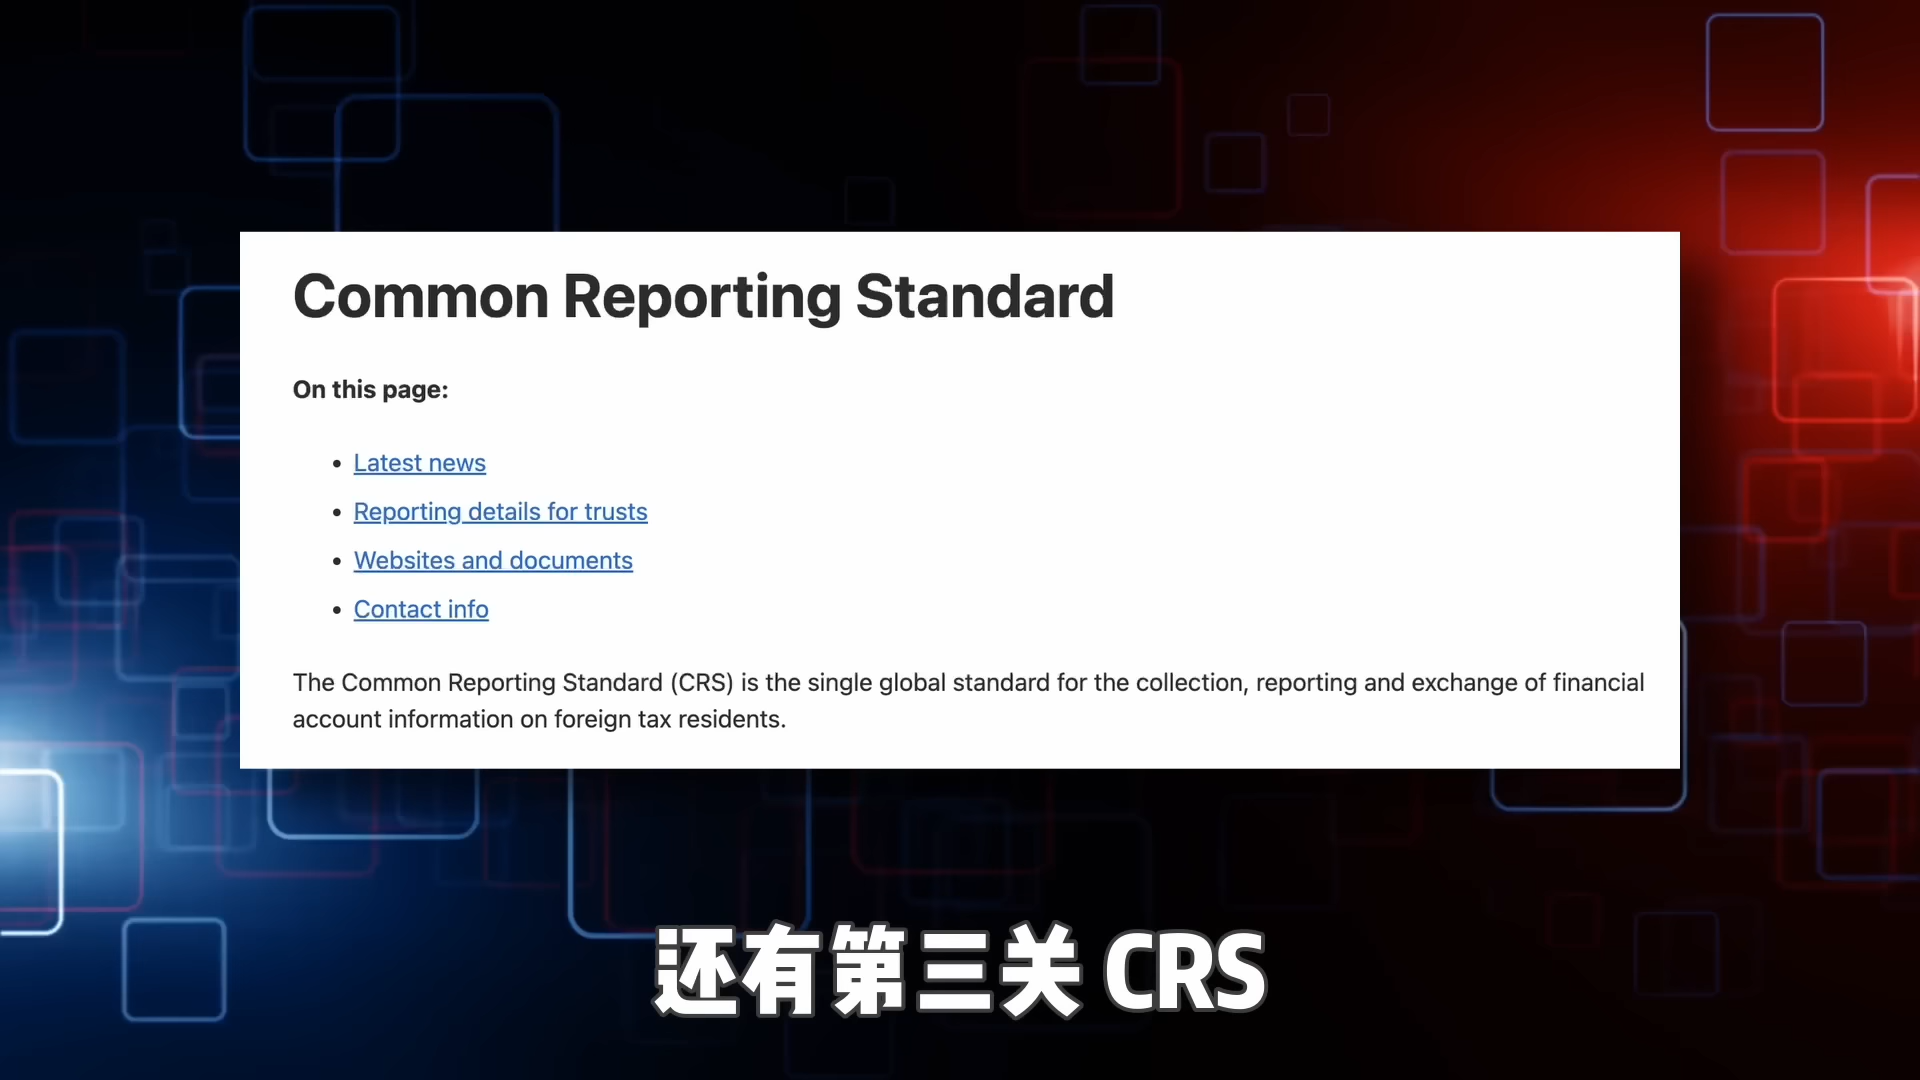 Common Reporting Standard
On this page:
Latest news
Reporting details for trusts
Websites and documents
Contact info
The Common Reporting Standard (CRS) is the single global standard for the collection, reporting and exchange of financial
account information on foreign tax residents.
还有第三关 CRS